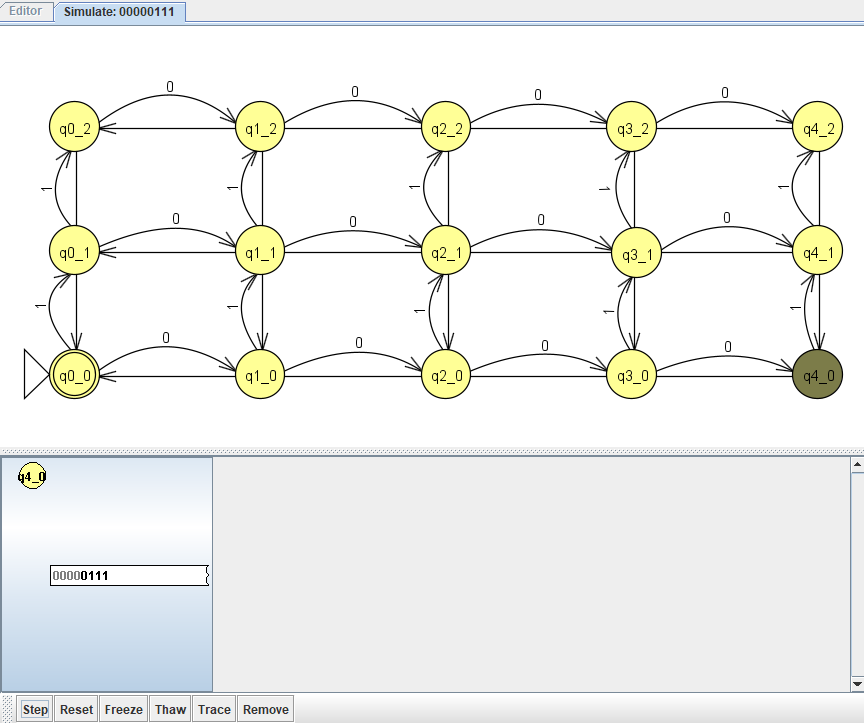 Editor Simulate: 00000111
0 0 0 0
q0_2 q1_2 q2_2 q3_2 q4_2
1 1 1 1 1
0 0 0 0
q0_1 q1_1 q2_1 q3_1 q4_1
1 1 1 1 1
0 0 0 0
q0_0 q1_0 q2_0 q3_0 q4_0
q4_0
00000111
Step Reset Freeze Thaw Trace Remove